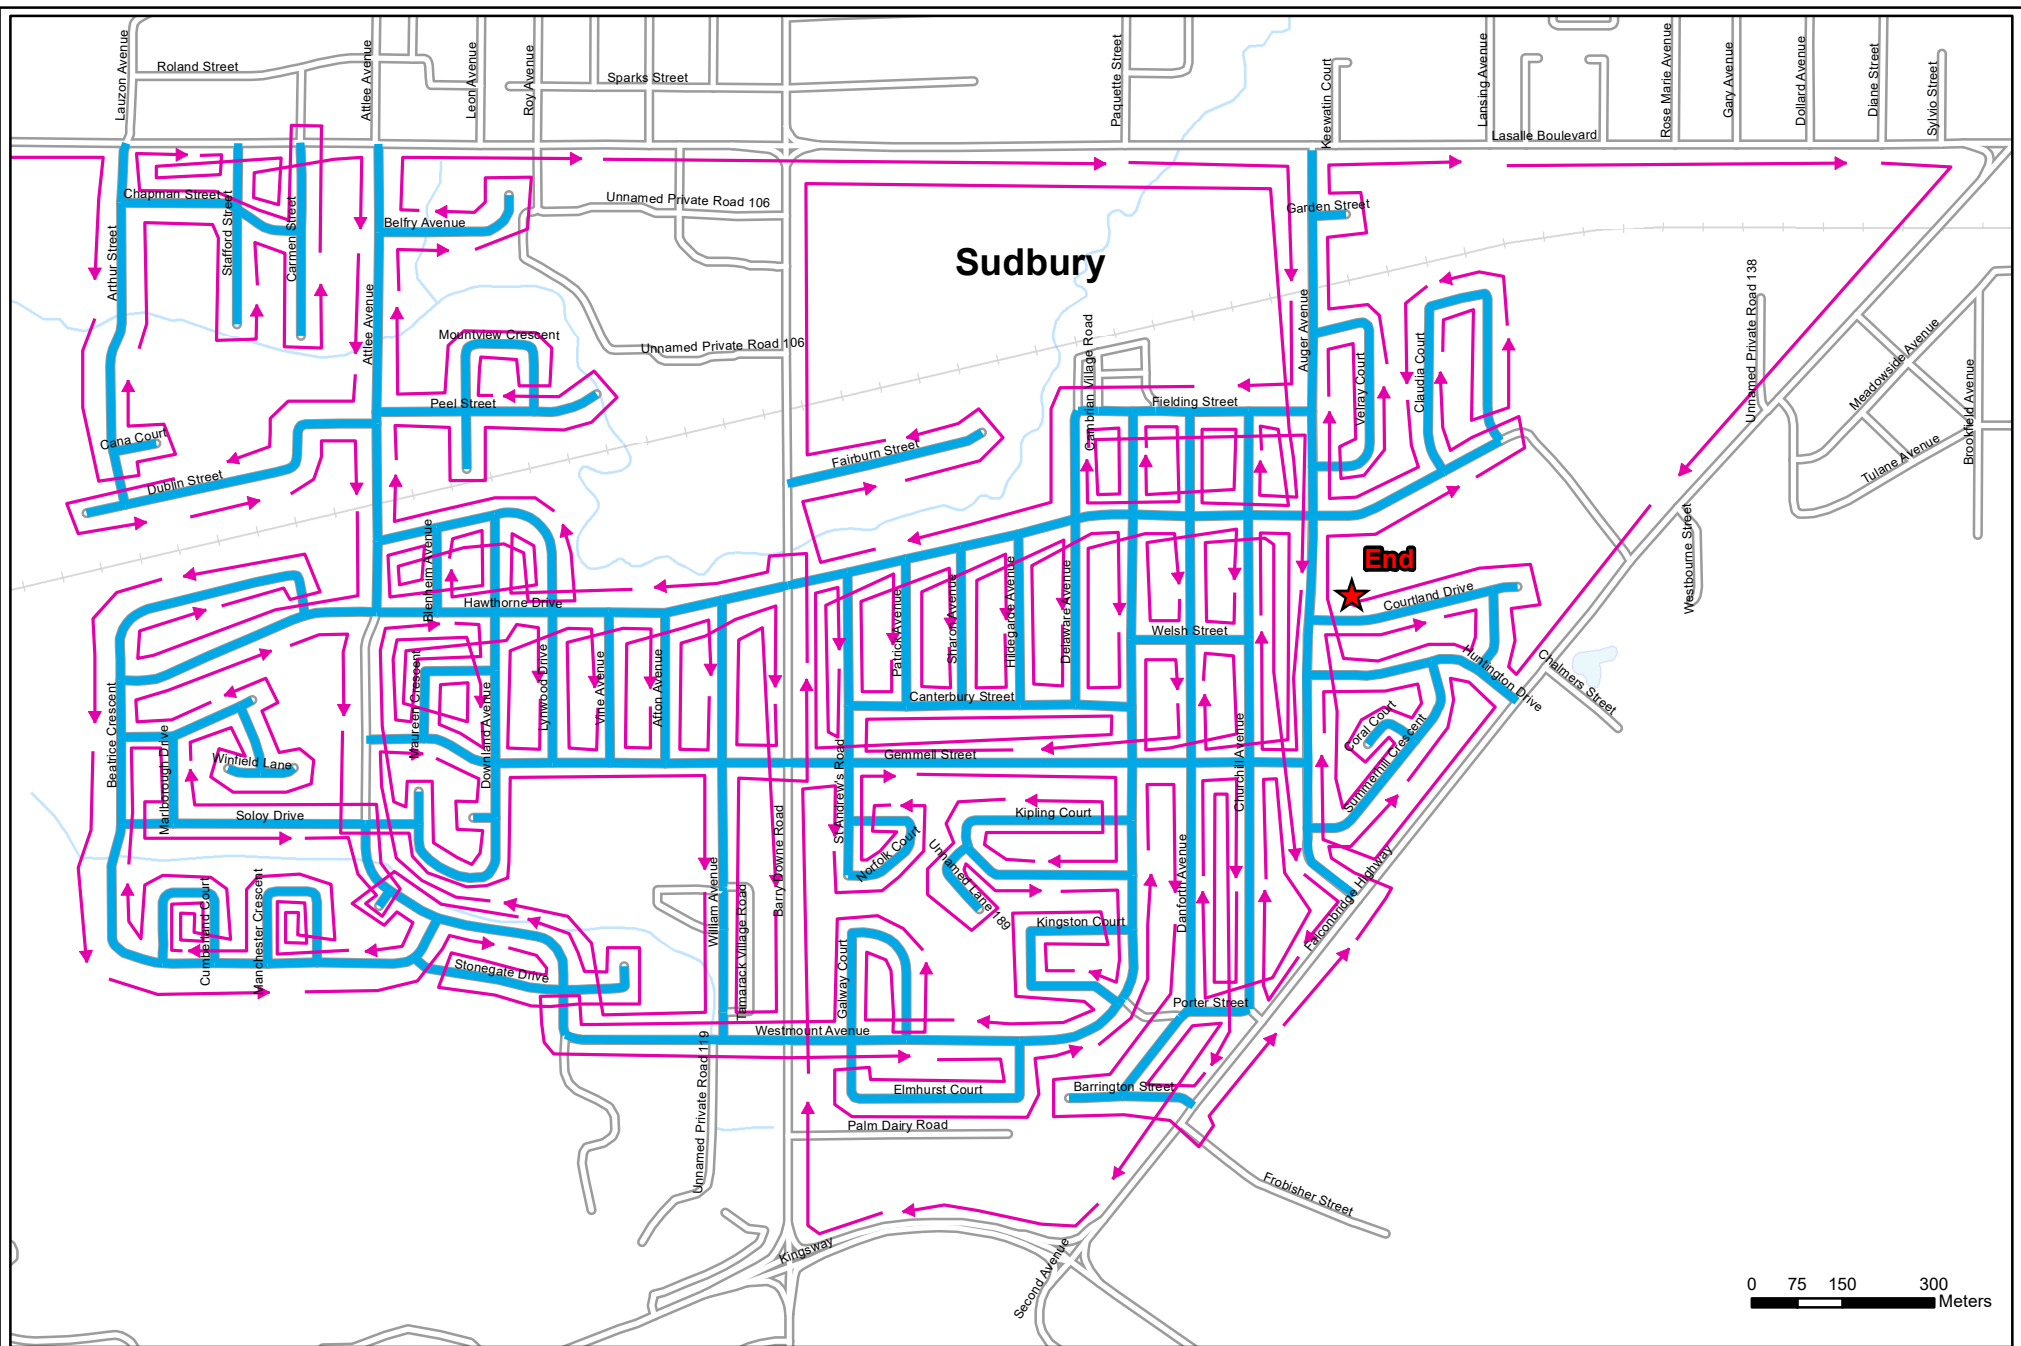 Lauzon Avenue
Roland Street
Attlee Avenue
Leon Avenue
Roy Avenue
Sparks Street
Paquette Street
Keewatin Court
Lansing Avenue
Lasalle Boulevard
Rose Marie Avenue
Gary Avenue
Dollard Avenue
Diane Street
Sylvio Street
Chapman Street
Stafford Street
Carmen Street
Arthur Street
Belfry Avenue
Unnamed Private Road 106
Garden Street
Sudbury
Attlee Avenue
Mountview Crescent
Unnamed Private Road 106
Cambrian Village Road
Auger Avenue
Velray Court
Claudia Court
Unnamed Private Road 138
Meadowside Avenue
Brookfield Avenue
Tulane Avenue
Peel Street
Fielding Street
Cana Court
Dublin Street
Fairburn Street
Westbourne Street
End
Blenheim Avenue
Hawthorne Drive
Courtland Drive
Patrick Avenue
Sharon Avenue
Hildegarde Avenue
Delaware Avenue
Welsh Street
Huntington Drive
Chalmers Street
Maureen Crescent
Downland Avenue
Lynwood Drive
Vine Avenue
Afton Avenue
Canterbury Street
Beatrice Crescent
Marlborough Drive
Winfield Lane
Soloy Drive
St Andrew's Road
Gemmell Street
Churchill Avenue
Coral Court
Summerhill Crescent
Barry Downe Road
Kipling Court
Norfolk Court
Unnamed Lane 189
Danforth Avenue
Falconbridge Highway
Cumberland Court
Manchester Crescent
Stonegate Drive
William Avenue
Tamarack Village Road
Galway Court
Kingston Court
Porter Street
Westmount Avenue
Unnamed Private Road 119
Elmhurst Court
Barrington Street
Palm Dairy Road
Frobisher Street
Kingsway
Second Avenue
0 75 150 300
Meters